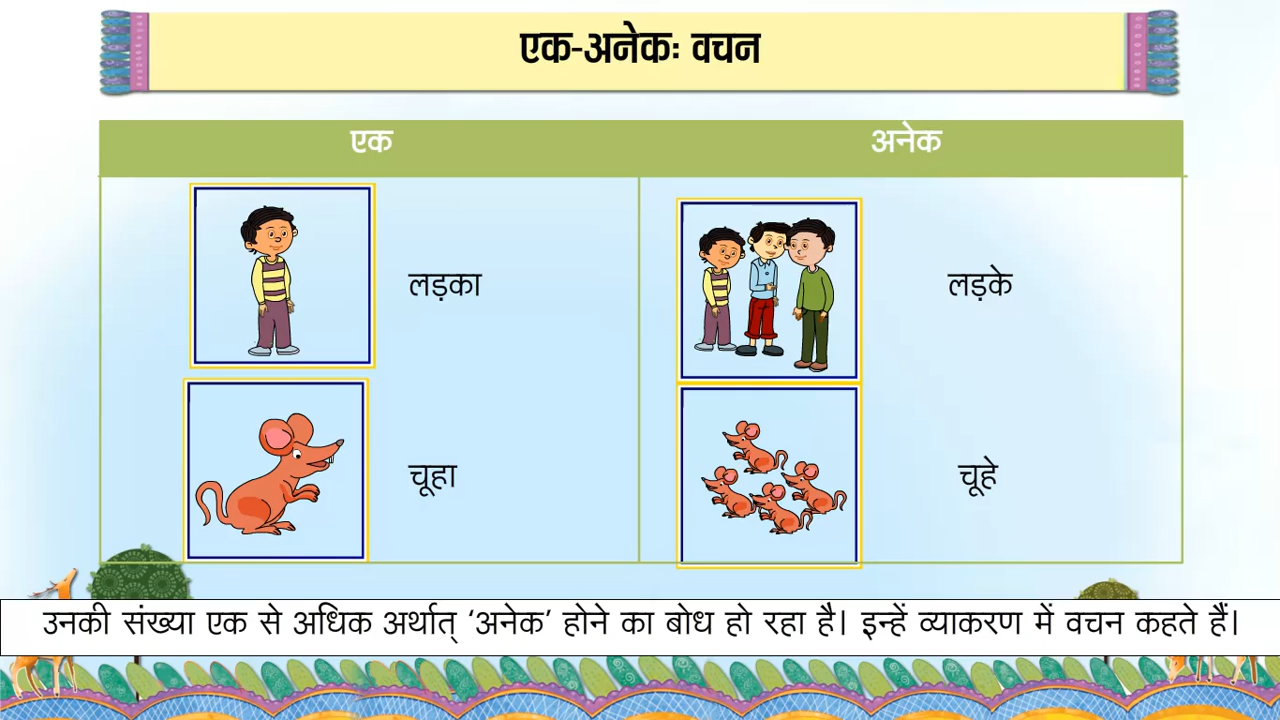 एक-अनेकः वचन
एक अनेक
लड़का लड़के
चूहा चूहे
उनकी संख्या एक से अधिक अर्थात् ‘अनेक’ होने का बोध हो रहा है। इन्हें व्याकरण में वचन कहते हैं।